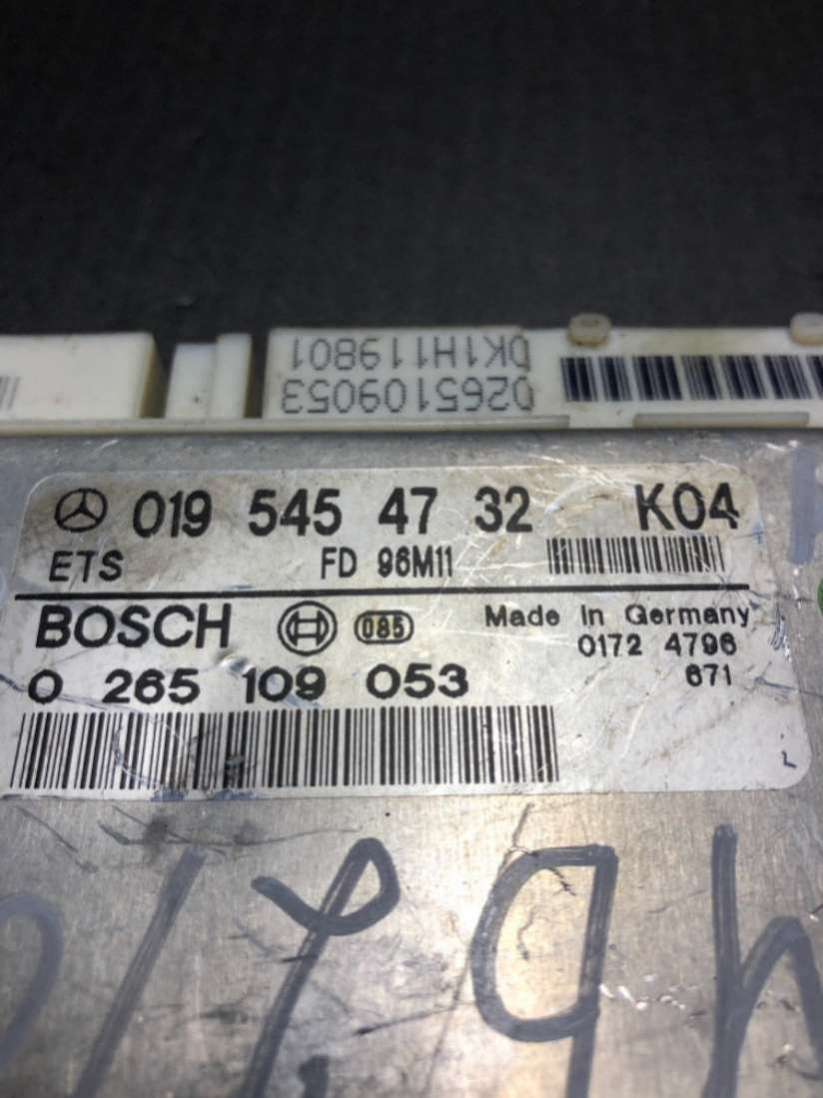 DK1H119801
0265109053
019 545 47 32 K04
ETS FD 96M11
BOSCH 085 Made in Germany
0172 4796
0 265 109 053 671